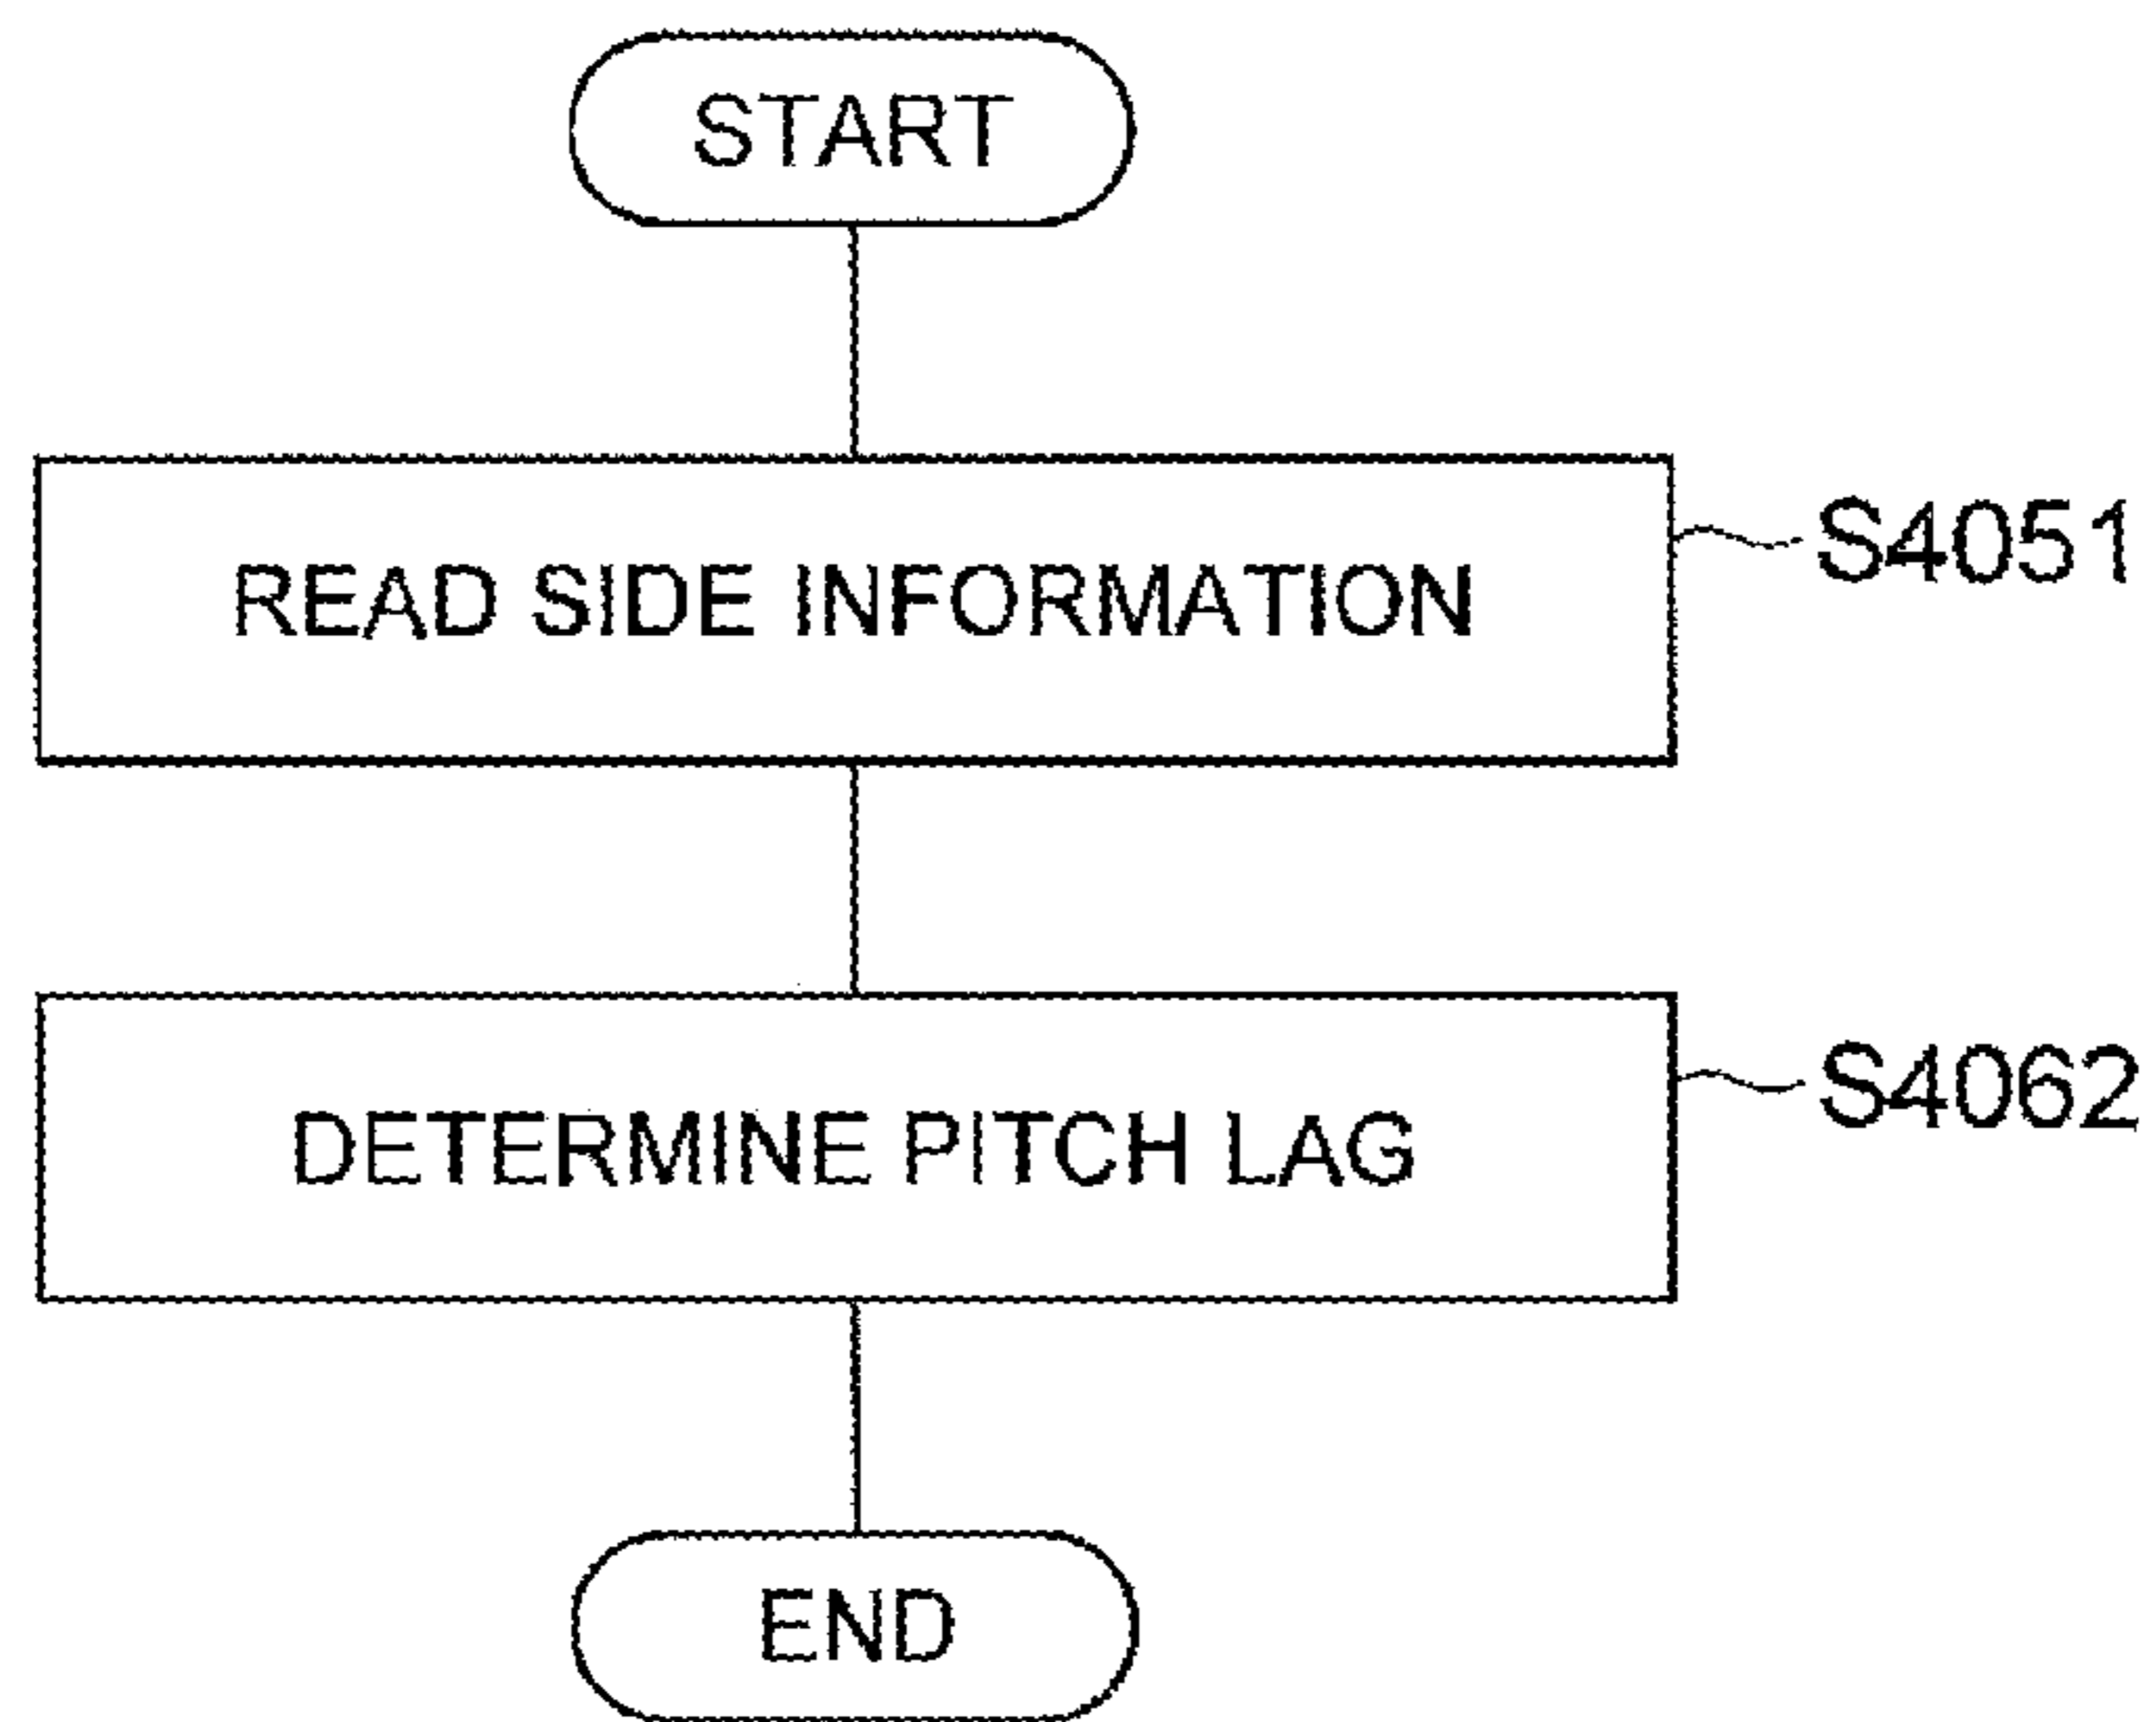 START
READ SIDE INFORMATION
S4051
DETERMINE PITCH LAG
S4062
END